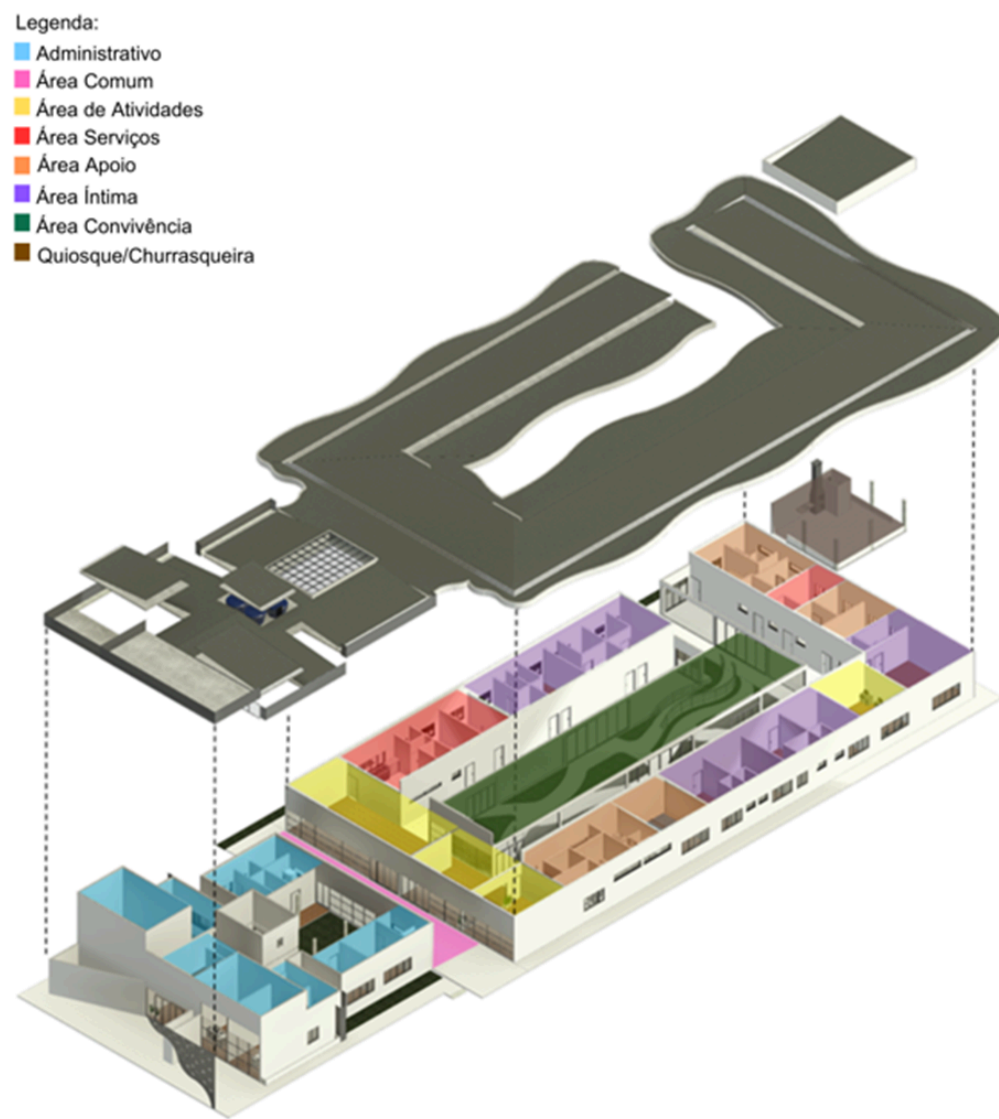 Legenda:
Administrativo
Área Comum
Área de Atividades
Área Serviços
Área Apoio
Área Íntima
Área Convivência
Quiosque/Churrasqueira